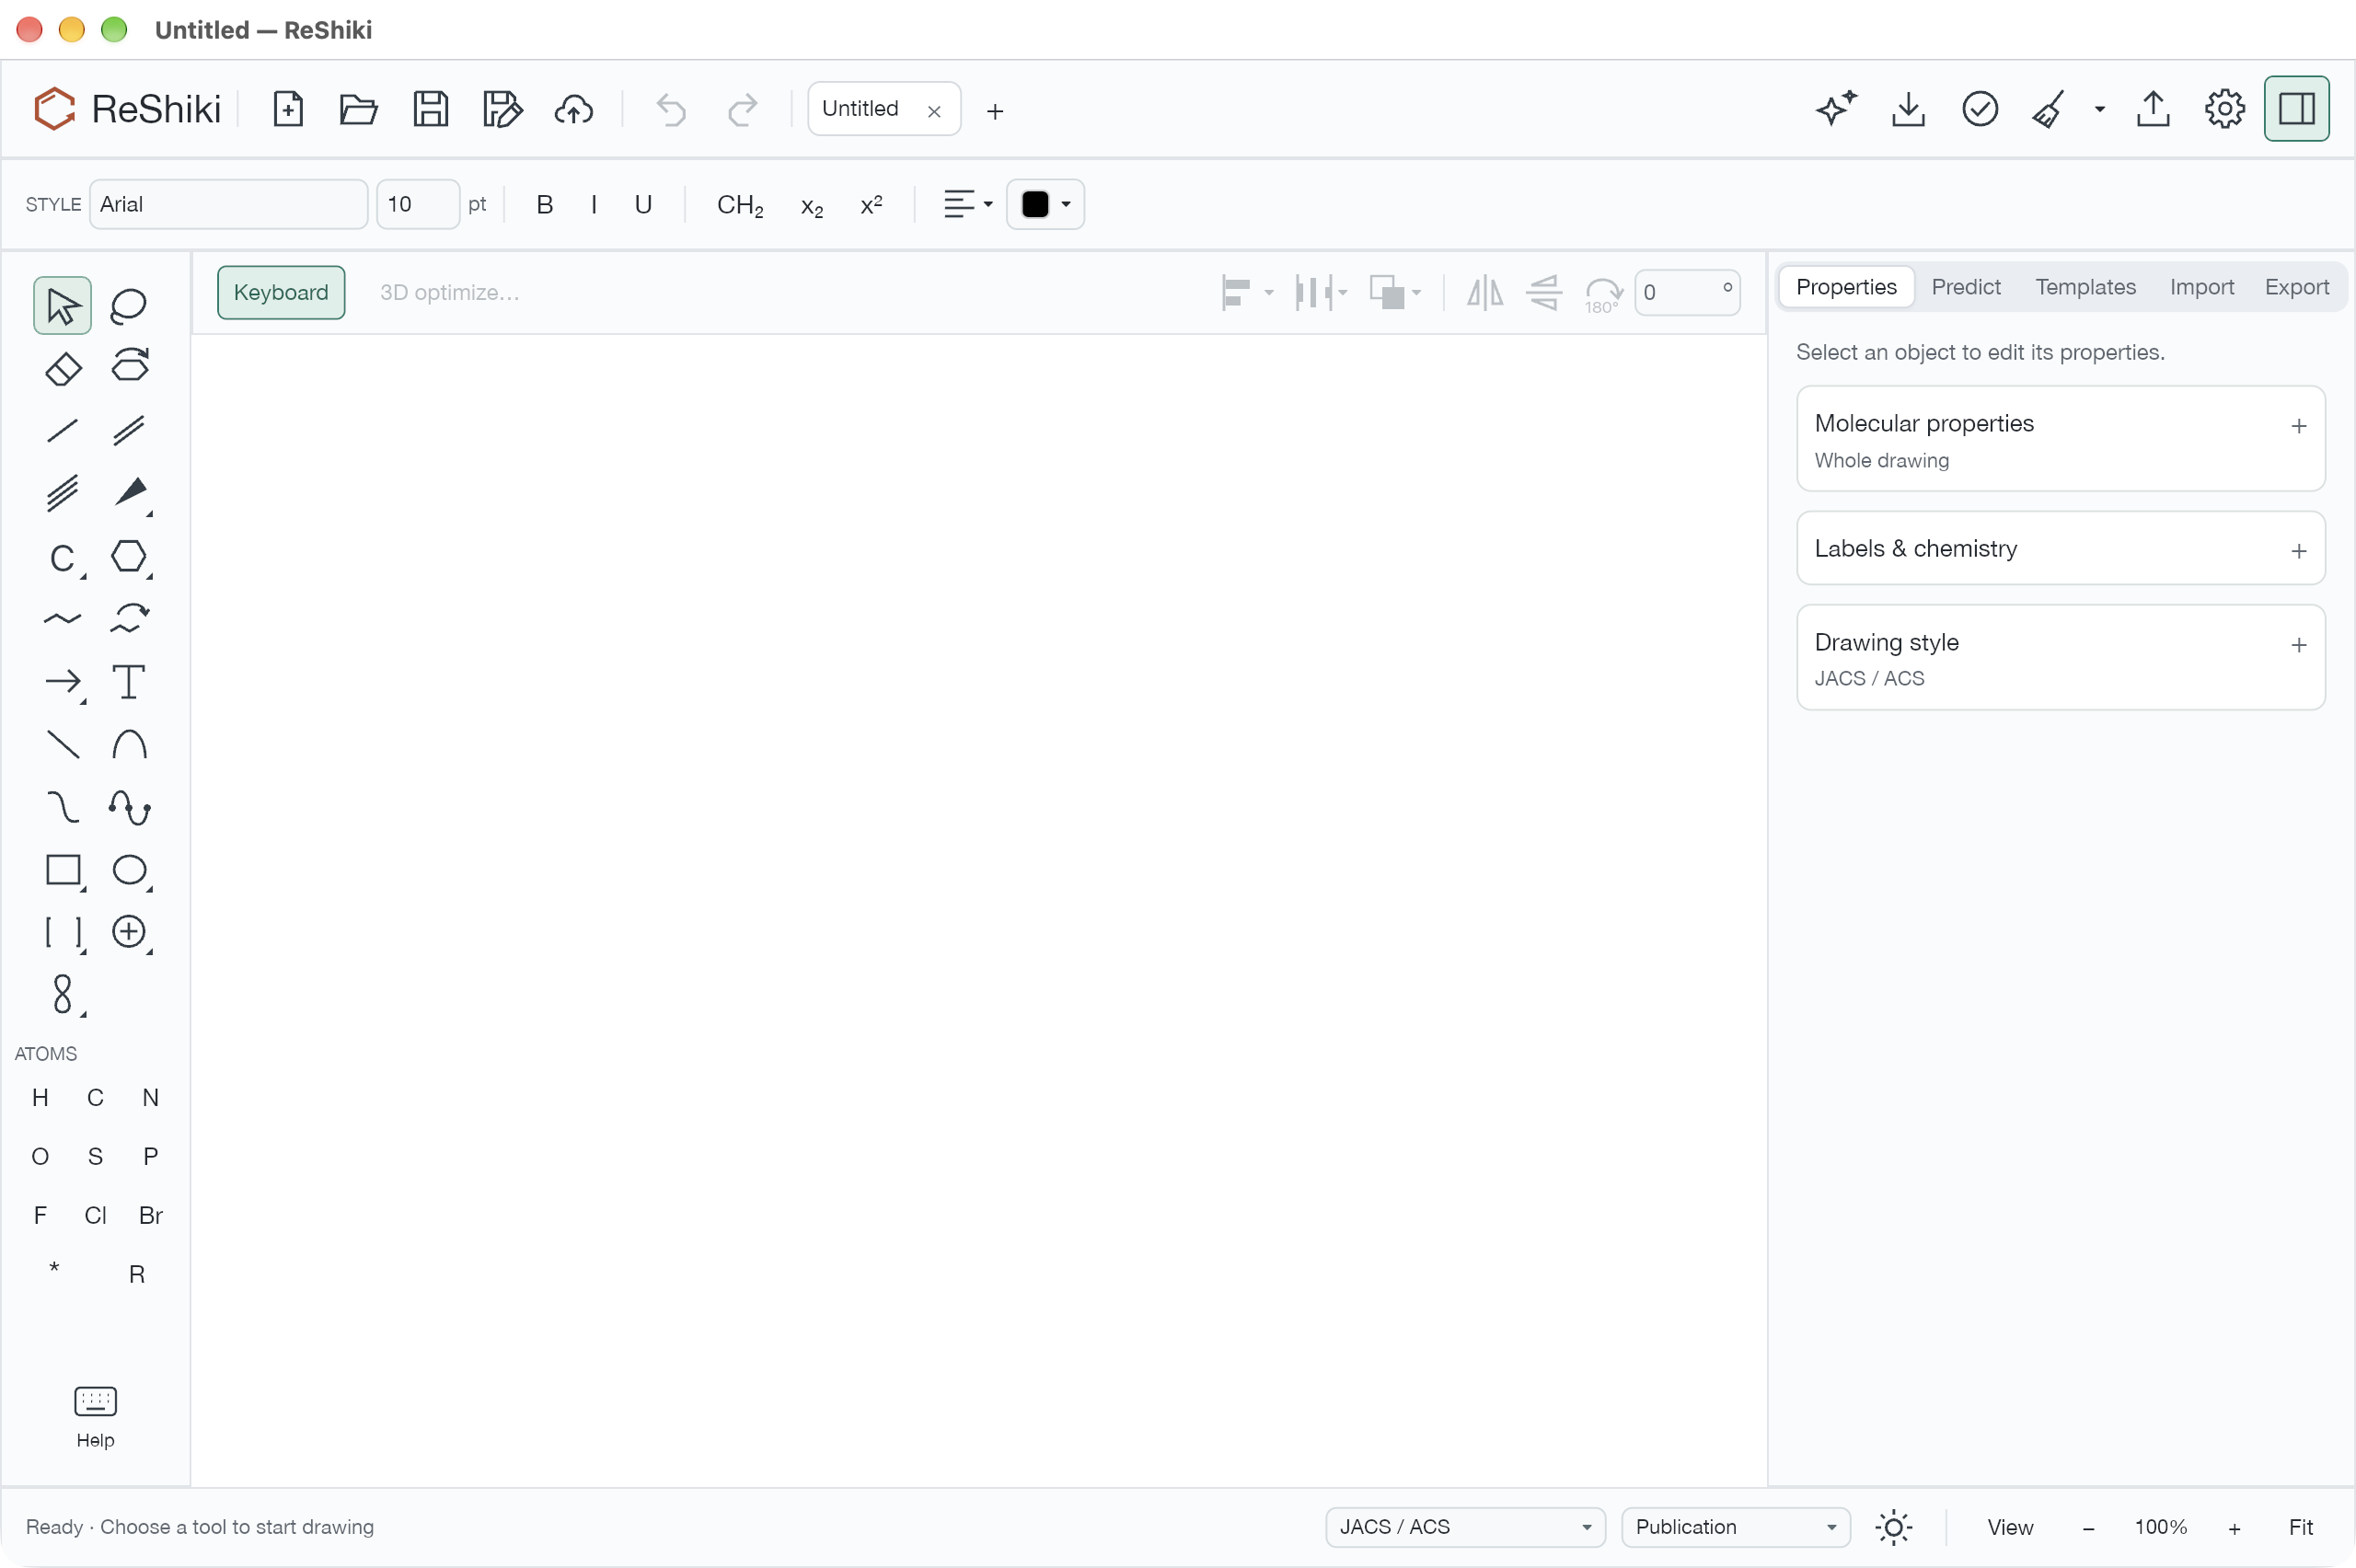 Untitled — ReShiki
ReShiki
Untitled
STYLE Arial 10 pt B I U CH₂ x₂ x²
Keyboard 3D optimize... 180° 0 °
Properties Predict Templates Import Export
Select an object to edit its properties.
Molecular properties
Whole drawing
Labels & chemistry
Drawing style
JACS / ACS
C
T
ATOMS
H C N
O S P
F Cl Br
* R
Help
Ready · Choose a tool to start drawing
JACS / ACS Publication View – 100% + Fit